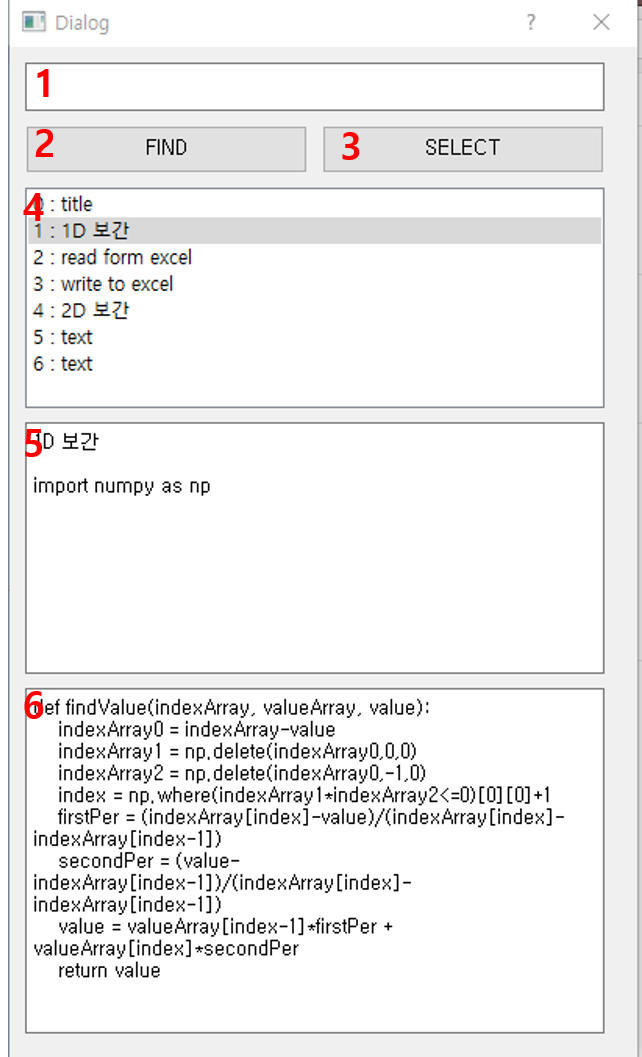 Dialog
?
1
2
FIND
3
SELECT
4
: title
1 : 1D 보간
2 : read form excel
3 : write to excel
4 : 2D 보간
5 : text
6 : text
5
1D 보간
import numpy as np
6
def findValue(indexArray, valueArray, value):
indexArray0 = indexArray-value
indexArray1 = np.delete(indexArray0,0,0)
indexArray2 = np.delete(indexArray0,-1,0)
index = np.where(indexArray1*indexArray2<=0)[0][0]+1
firstPer = (indexArray[index]-value)/(indexArray[index]-
indexArray[index-1])
secondPer = (value-
indexArray[index-1])/(indexArray[index]-
indexArray[index-1])
value = valueArray[index-1]*firstPer +
valueArray[index]*secondPer
return value